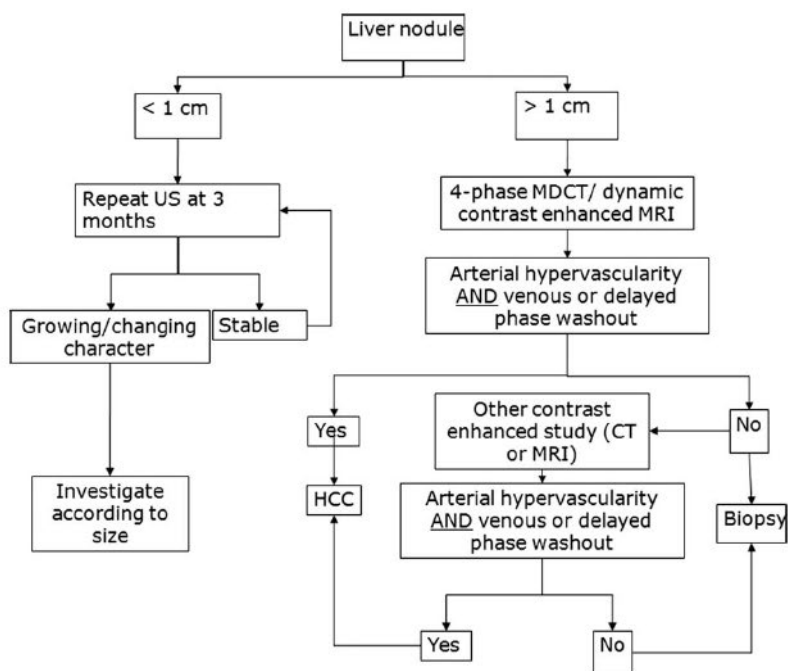 Liver nodule
< 1 cm
> 1 cm
Repeat US at 3
months
4-phase MDCT/ dynamic
contrast enhanced MRI
Arterial hypervascularity
AND venous or delayed
phase washout
Growing/changing
character
Stable
Investigate
according to
size
Yes
Other contrast
enhanced study (CT
or MRI)
No
HCC
Arterial hypervascularity
AND venous or delayed
phase washout
Biopsy
Yes
No